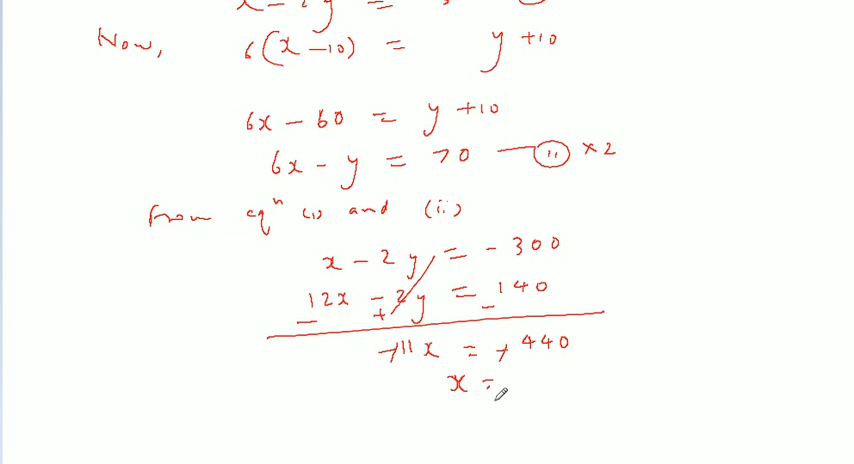 x - 2y =
Now, 6(x - 10) = y + 10
6x - 60 = y + 10
6x - y = 70 — (ii) × 2
From eqⁿ (i) and (ii)
x - 2y = - 300
12x - 2y = 140
- + -
-11x = -440
x =